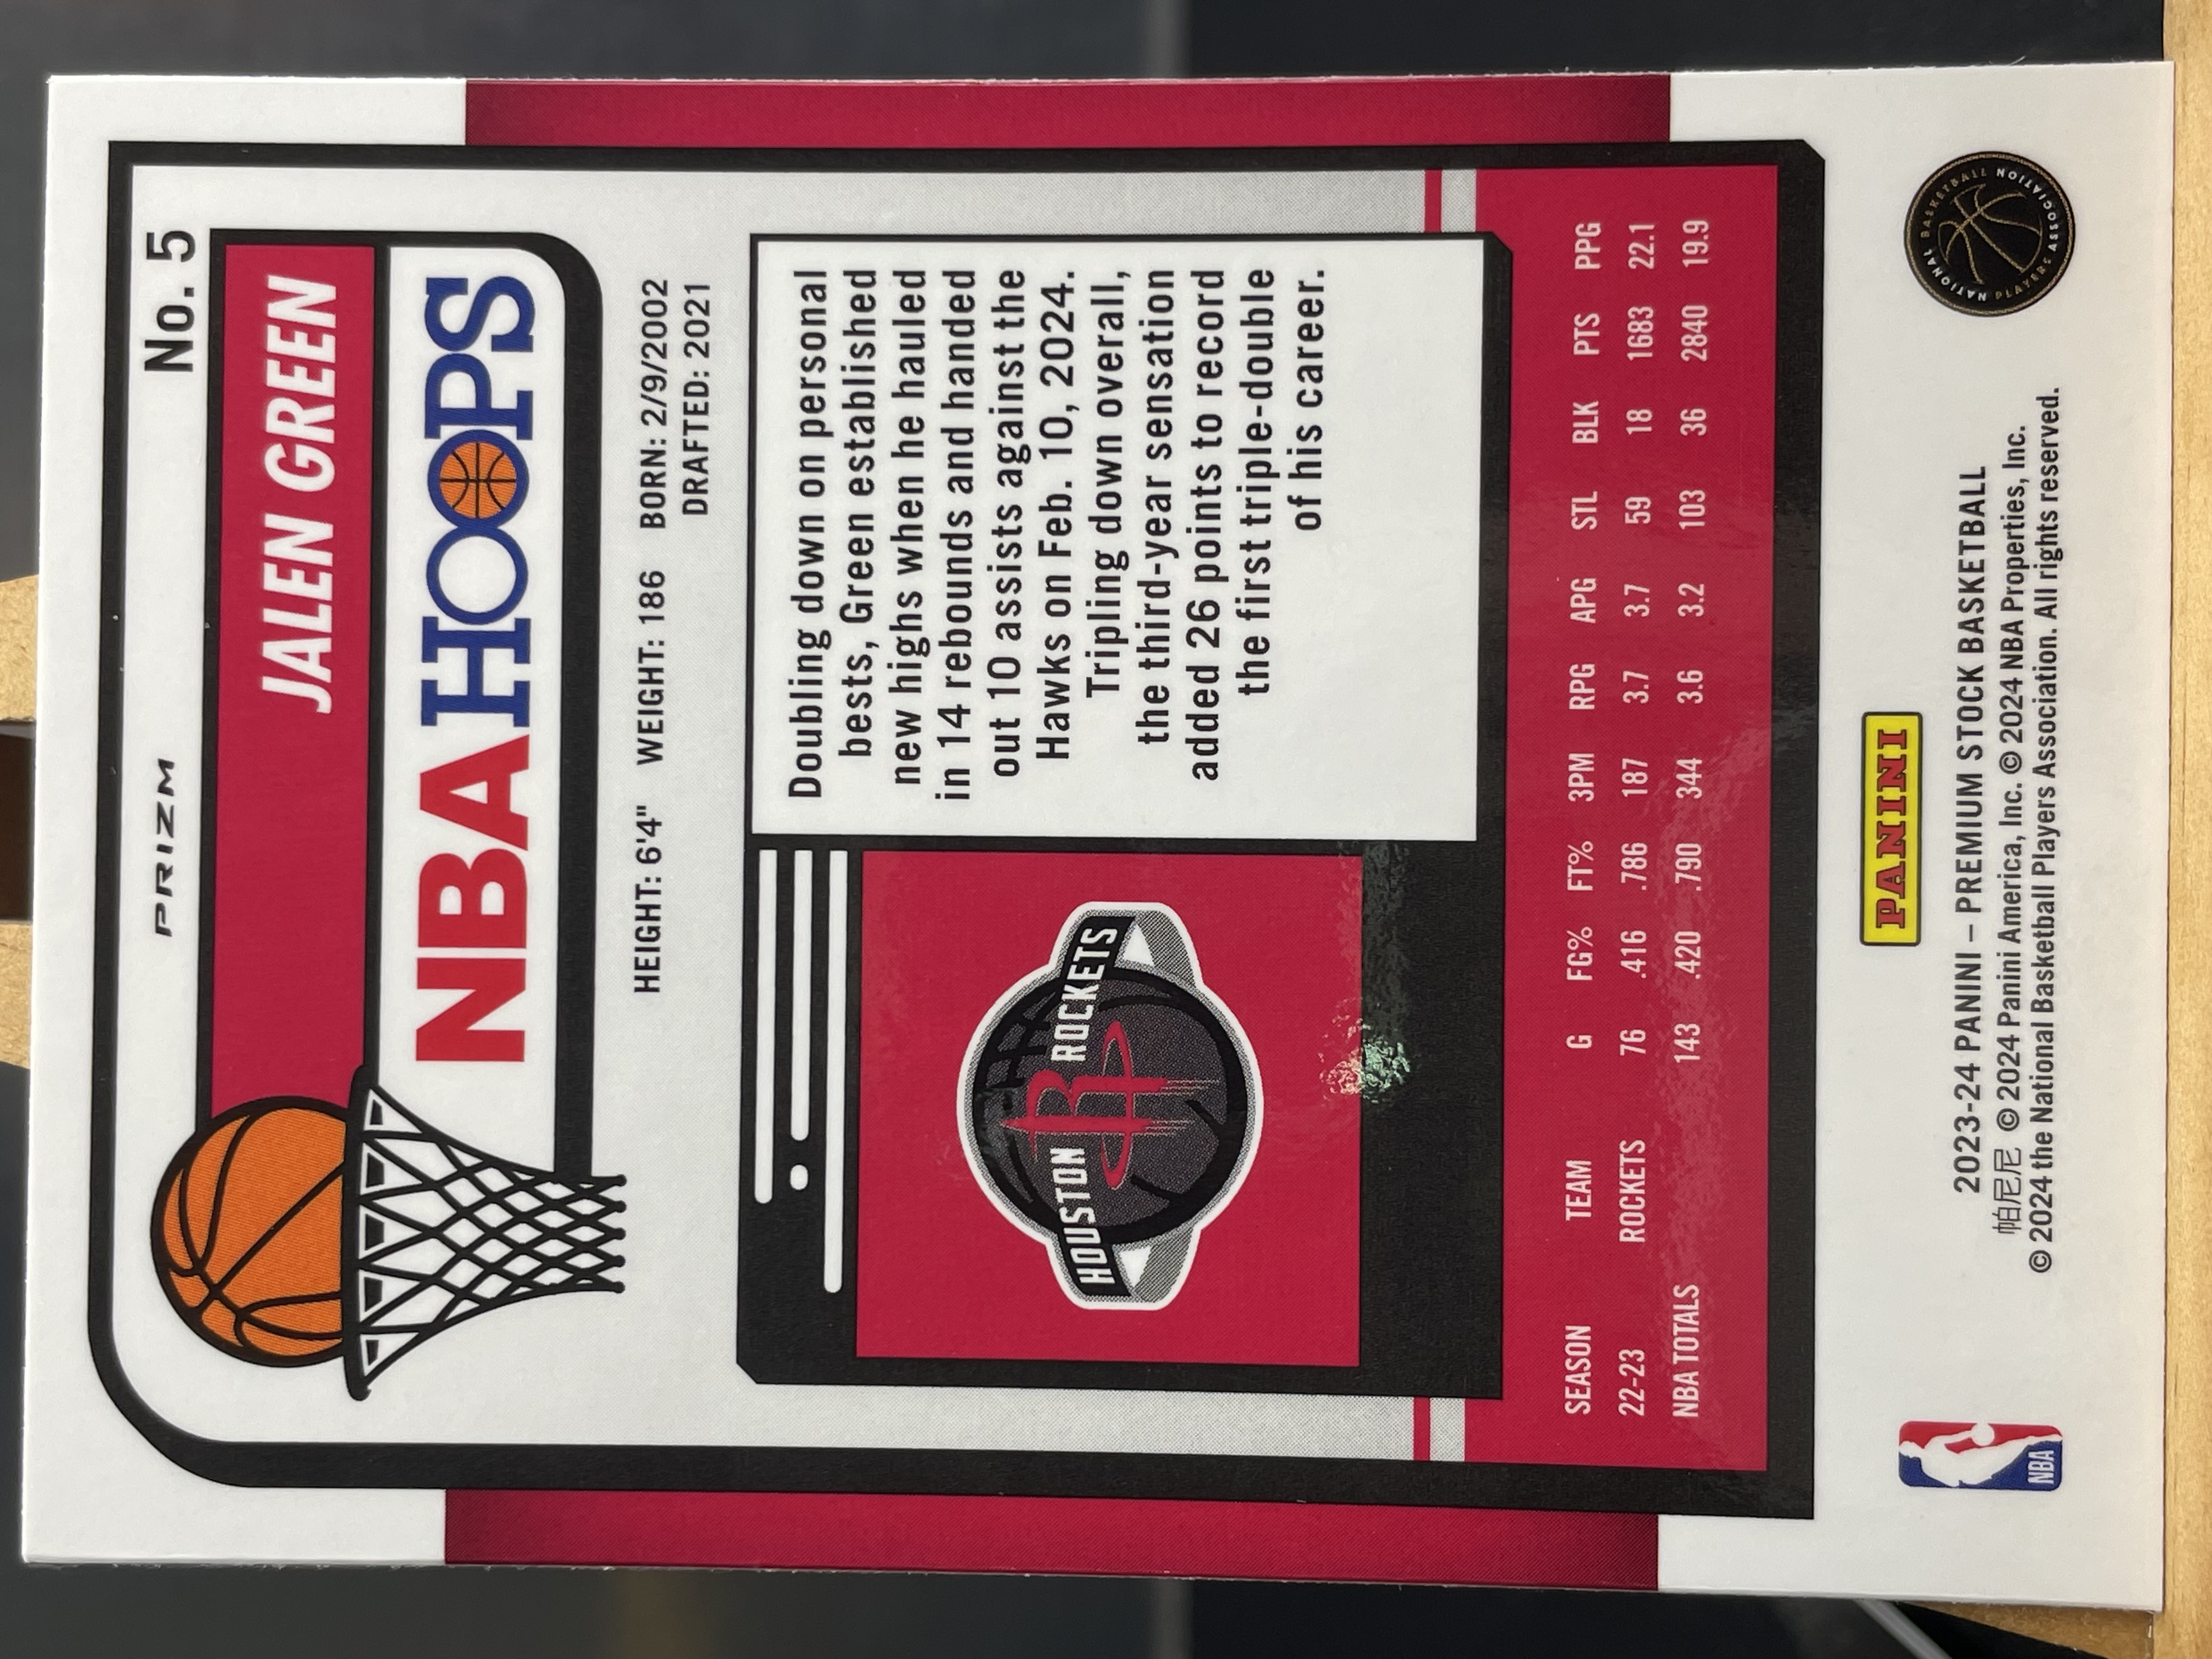 No. 5
PRIZM
JALEN GREEN
NBA HOOPS
HEIGHT: 6'4" WEIGHT: 186 BORN: 2/9/2002
DRAFTED: 2021
Doubling down on personal
bests, Green established
new highs when he hauled
in 14 rebounds and handed
out 10 assists against the
Hawks on Feb. 10, 2024.
Tripling down overall,
the third-year sensation
added 26 points to record
the first triple-double
of his career.
HOUSTON ROCKETS
R
SEASON TEAM G FG% FT% 3PM RPG APG STL BLK PTS PPG
22-23 ROCKETS 76 .416 .786 187 3.7 3.7 59 18 1683 22.1
NBA TOTALS 143 .420 .790 344 3.6 3.2 103 36 2840 19.9
NBA
PANINI
NATIONAL BASKETBALL PLAYERS ASSOCIATION
2023-24 PANINI – PREMIUM STOCK BASKETBALL
帕尼尼 © 2024 Panini America, Inc. © 2024 NBA Properties, Inc.
© 2024 the National Basketball Players Association. All rights reserved.